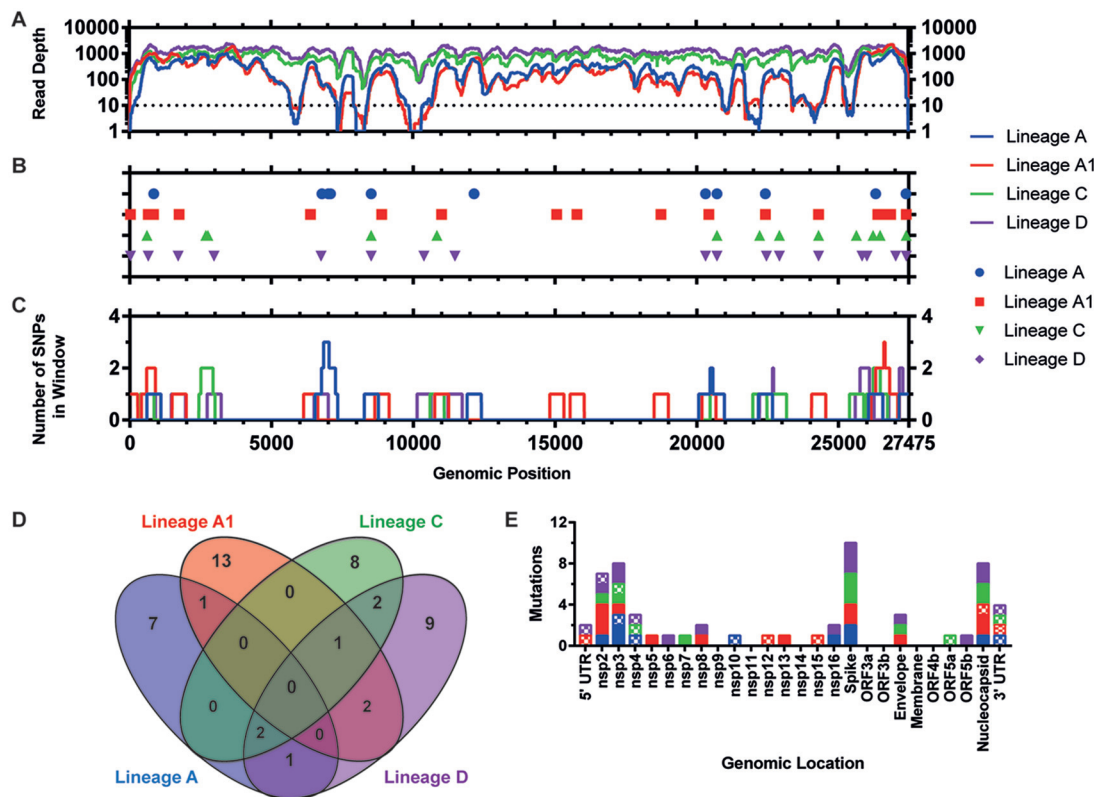 A
10000
1000
100
10
1
Read Depth
10000
1000
100
10
1
Lineage A
Lineage A1
Lineage C
Lineage D
B
Lineage A
Lineage A1
Lineage C
Lineage D
C
Number of SNPs
in Window
4
2
0
4
2
0
0 5000 10000 15000 20000 25000 27475
Genomic Position
D
Lineage A1
Lineage C
13
8
0
7
1
2
9
0
1
0
0
2
2
0
1
Lineage A
Lineage D
E
Mutations
12
8
4
0
5' UTR
nsp2
nsp3
nsp4
nsp5
nsp6
nsp7
nsp8
nsp9
nsp10
nsp11
nsp12
nsp13
nsp14
nsp15
nsp16
Spike
ORF3a
ORF3b
Envelope
Membrane
ORF4b
ORF5a
ORF5b
Nucleocapsid
3' UTR
Genomic Location